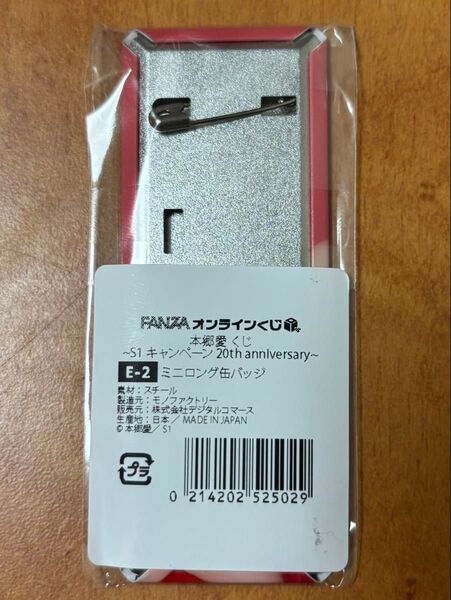 FANZA オンラインくじ
本郷愛 くじ
~S1 キャンペーン 20th anniversary~
E-2 ミニロング缶バッジ
素材：スチール
製造元：モノファクトリー
販売元：株式会社デジタルコマース
生産地：日本／MADE IN JAPAN
© 本郷愛／S1
プラ
0 214202 525029